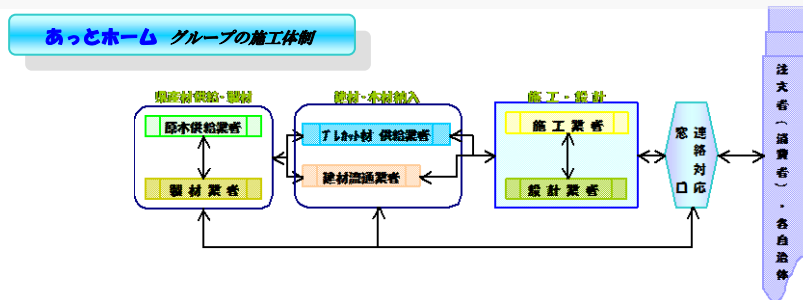 あっとホーム グループの施工体制
県産材供給・製材
建材・木材納入
施工・設計
原木供給業者
製材業者
プレカット材 供給業者
建材流通業者
施工業者
設計業者
連絡対応
窓口
注文者(消費者)・各自治体